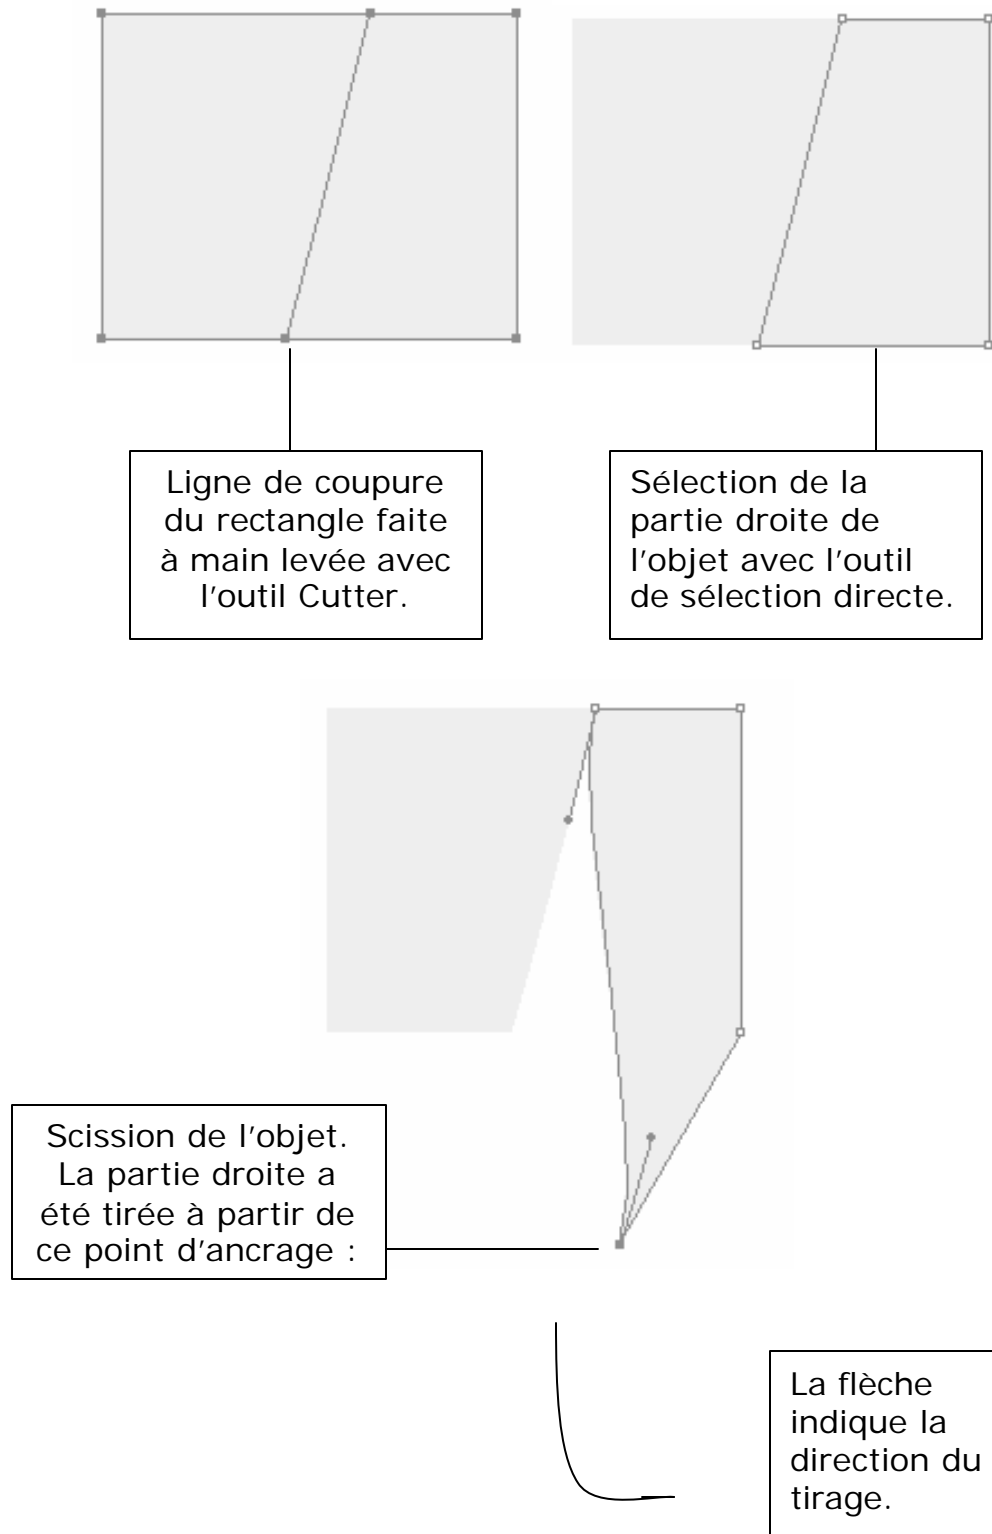 Ligne de coupure
du rectangle faite
à main levée avec
l'outil Cutter.
Sélection de la
partie droite de
l'objet avec l'outil
de sélection directe.
Scission de l'objet.
La partie droite a
été tirée à partir de
ce point d'ancrage :
La flèche
indique la
direction du
tirage.